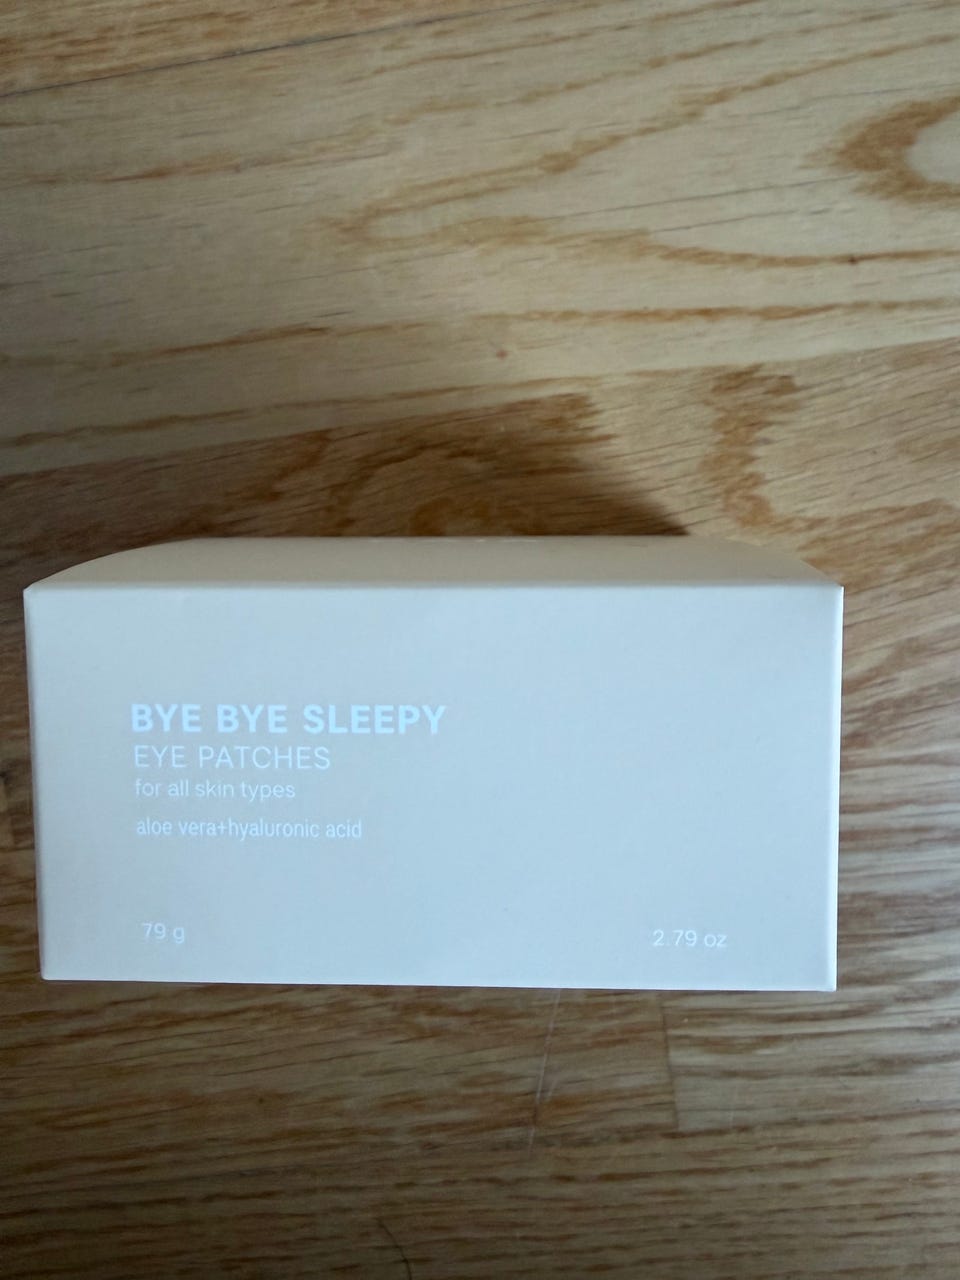 BYE BYE SLEEPY
EYE PATCHES
for all skin types
aloe vera+hyaluronic acid
79 g
2.79 oz